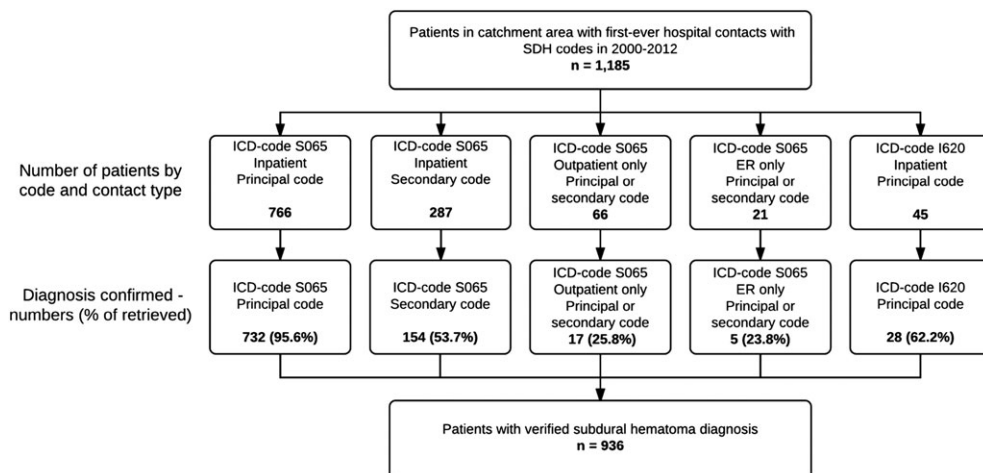 Patients in catchment area with first-ever hospital contacts with
SDH codes in 2000-2012
n = 1,185
Number of patients by
code and contact type
ICD-code S065
Inpatient
Principal code
766
ICD-code S065
Inpatient
Secondary code
287
ICD-code S065
Outpatient only
Principal or
secondary code
66
ICD-code S065
ER only
Principal or
secondary code
21
ICD-code I620
Inpatient
Principal code
45
Diagnosis confirmed -
numbers (% of retrieved)
ICD-code S065
Principal code
732 (95.6%)
ICD-code S065
Secondary code
154 (53.7%)
ICD-code S065
Outpatient only
Principal or
secondary code
17 (25.8%)
ICD-code S065
ER only
Principal or
secondary code
5 (23.8%)
ICD-code I620
Principal code
28 (62.2%)
Patients with verified subdural hematoma diagnosis
n = 936